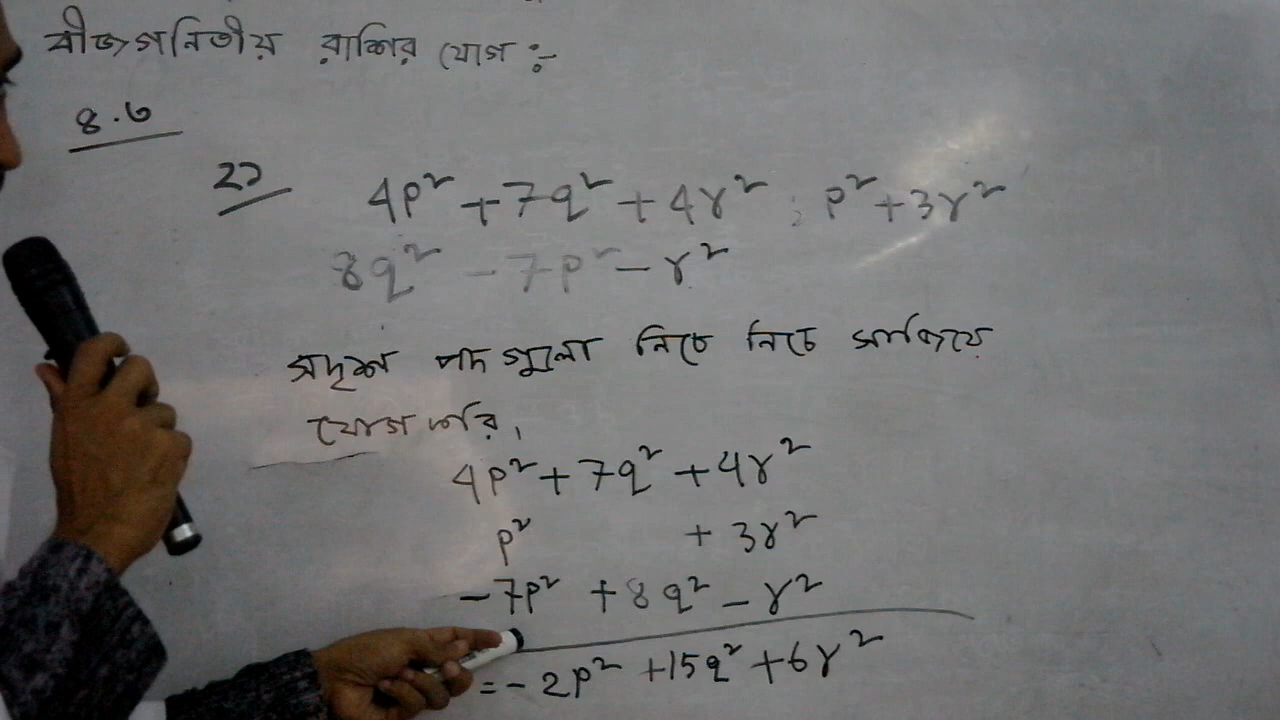 বীজগনিতীয় রাশির যোগ :-
৪.৩
২১
4p² + 7q² + 4r² ; p² + 3r²
8q² - 7p² - r²
সদৃশ পদ গুলো নিচে নিচে সাজিয়ে
যোগ করি,
4p² + 7q² + 4r²
p² + 3r²
- 7p² + 8q² - r²
= - 2p² + 15q² + 6r²